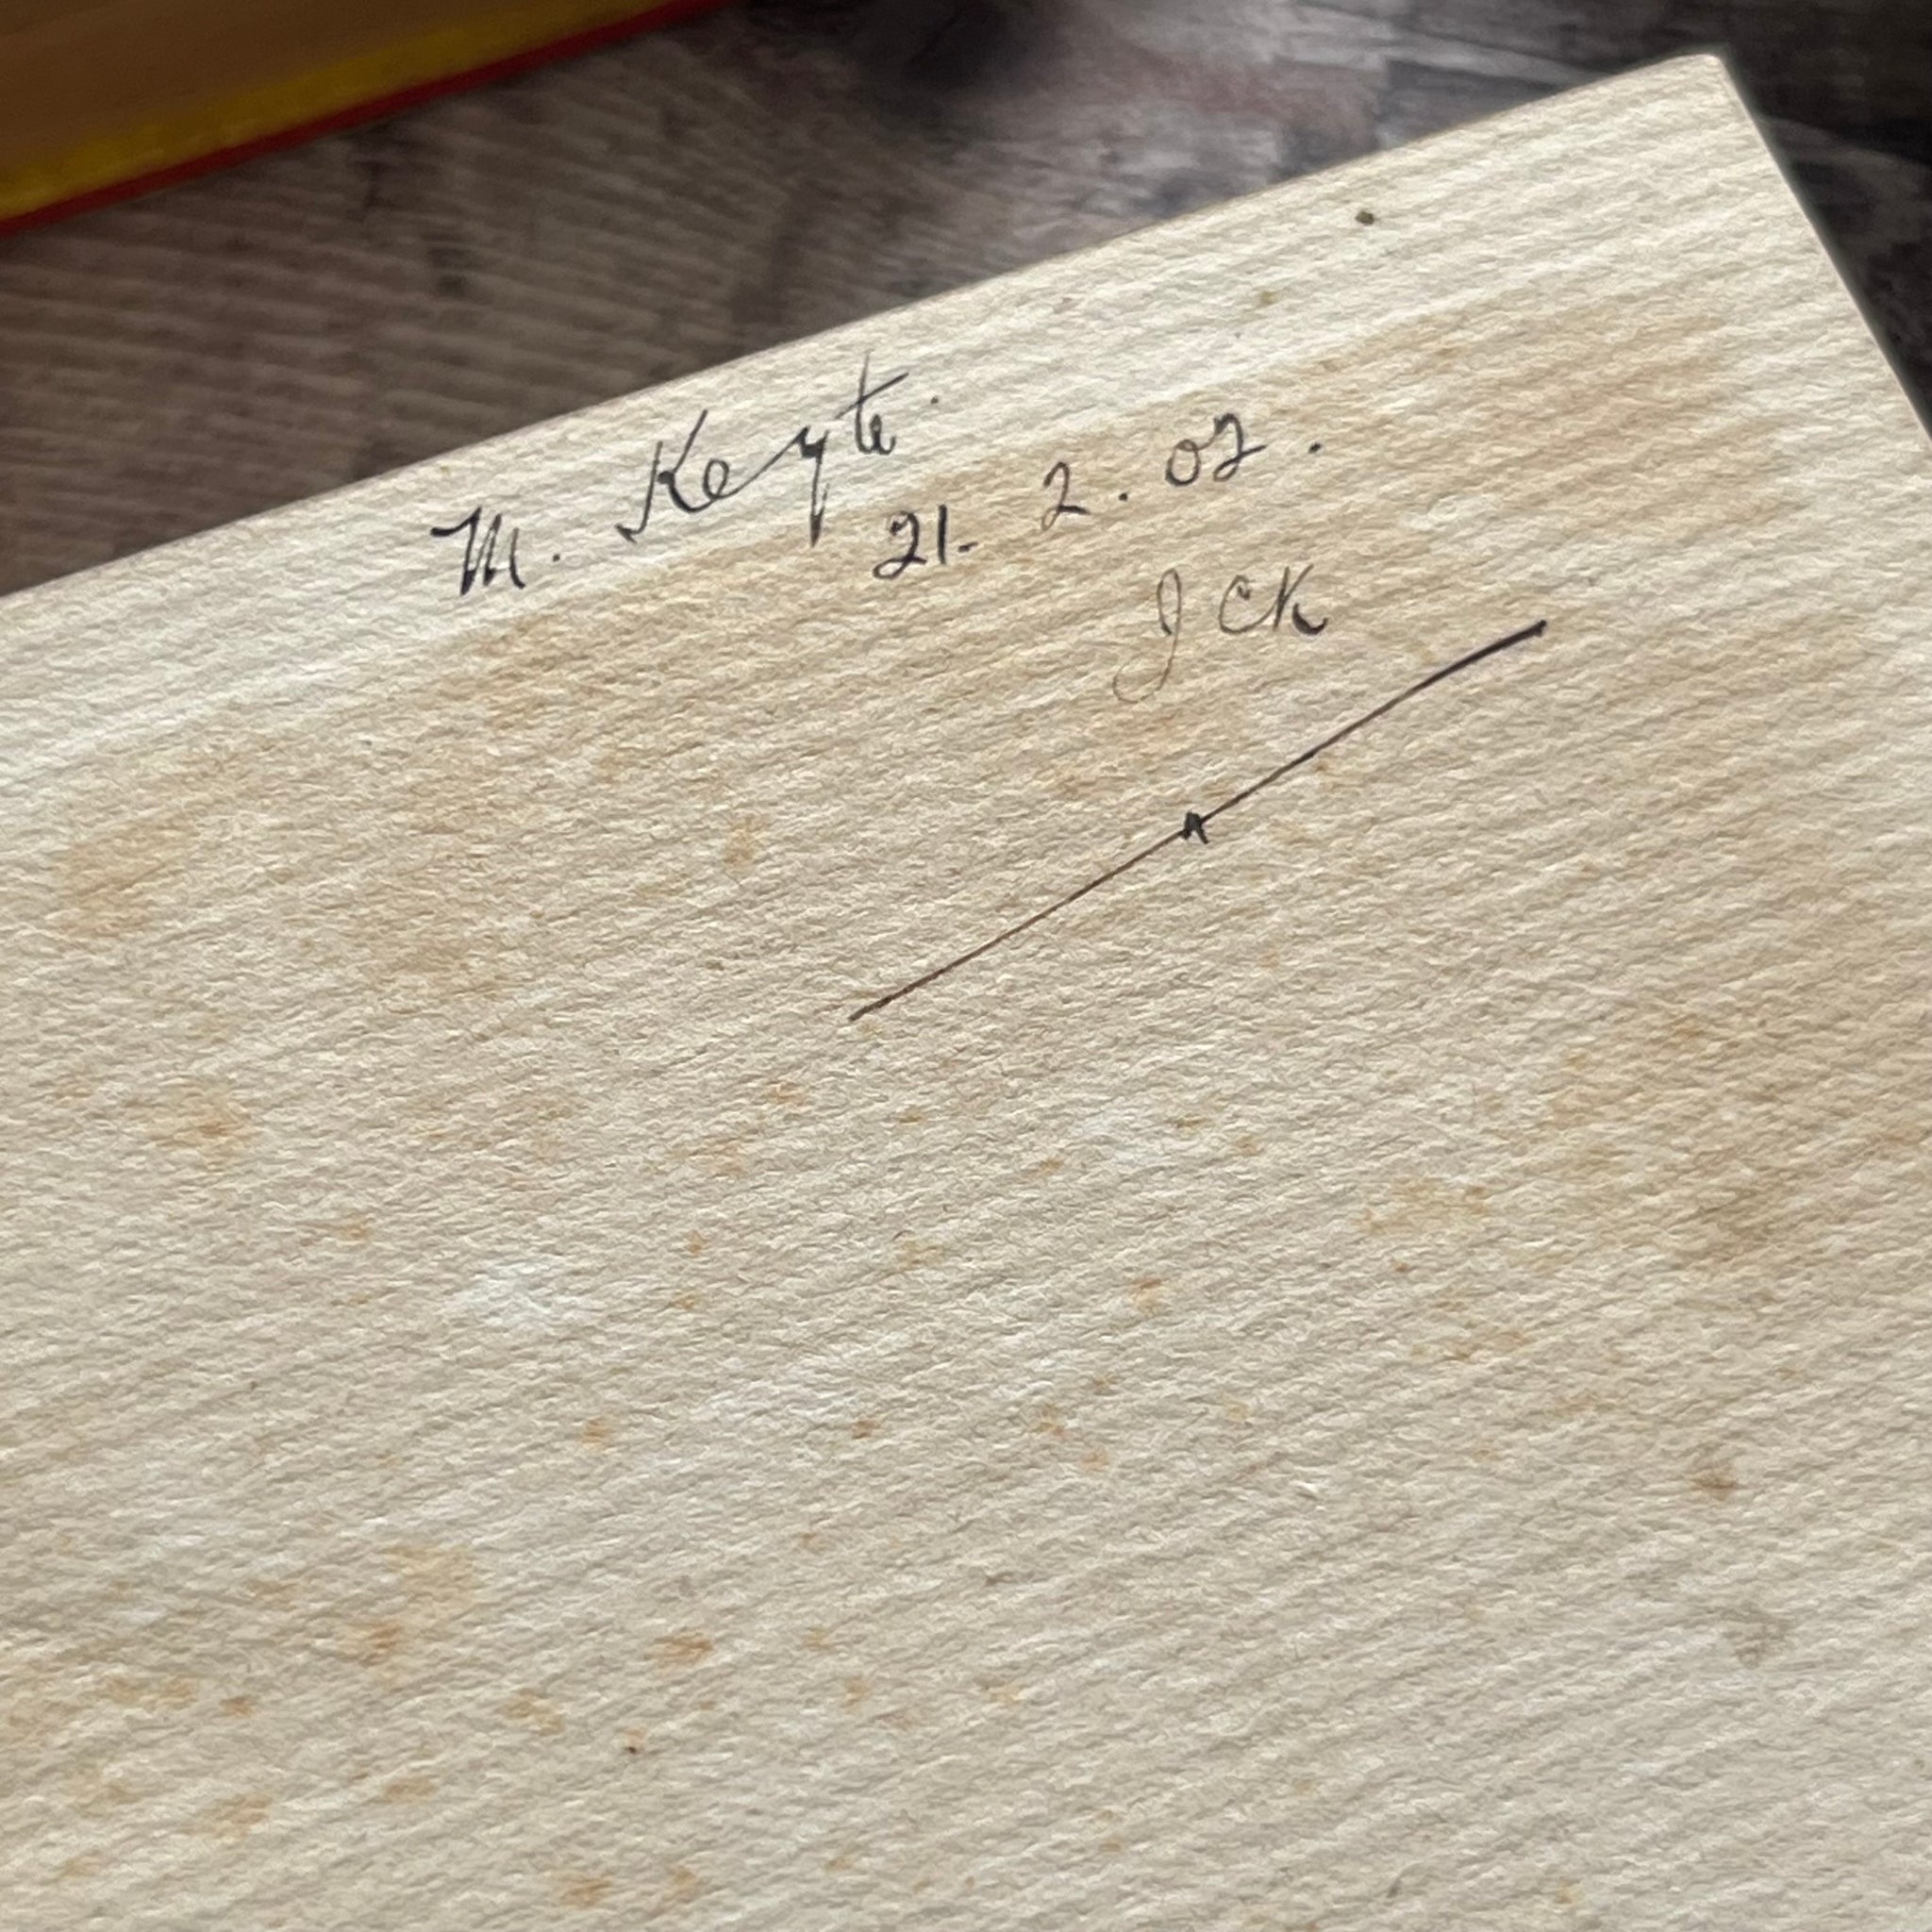 M. Keyte.
21. 2. 02.
JCK